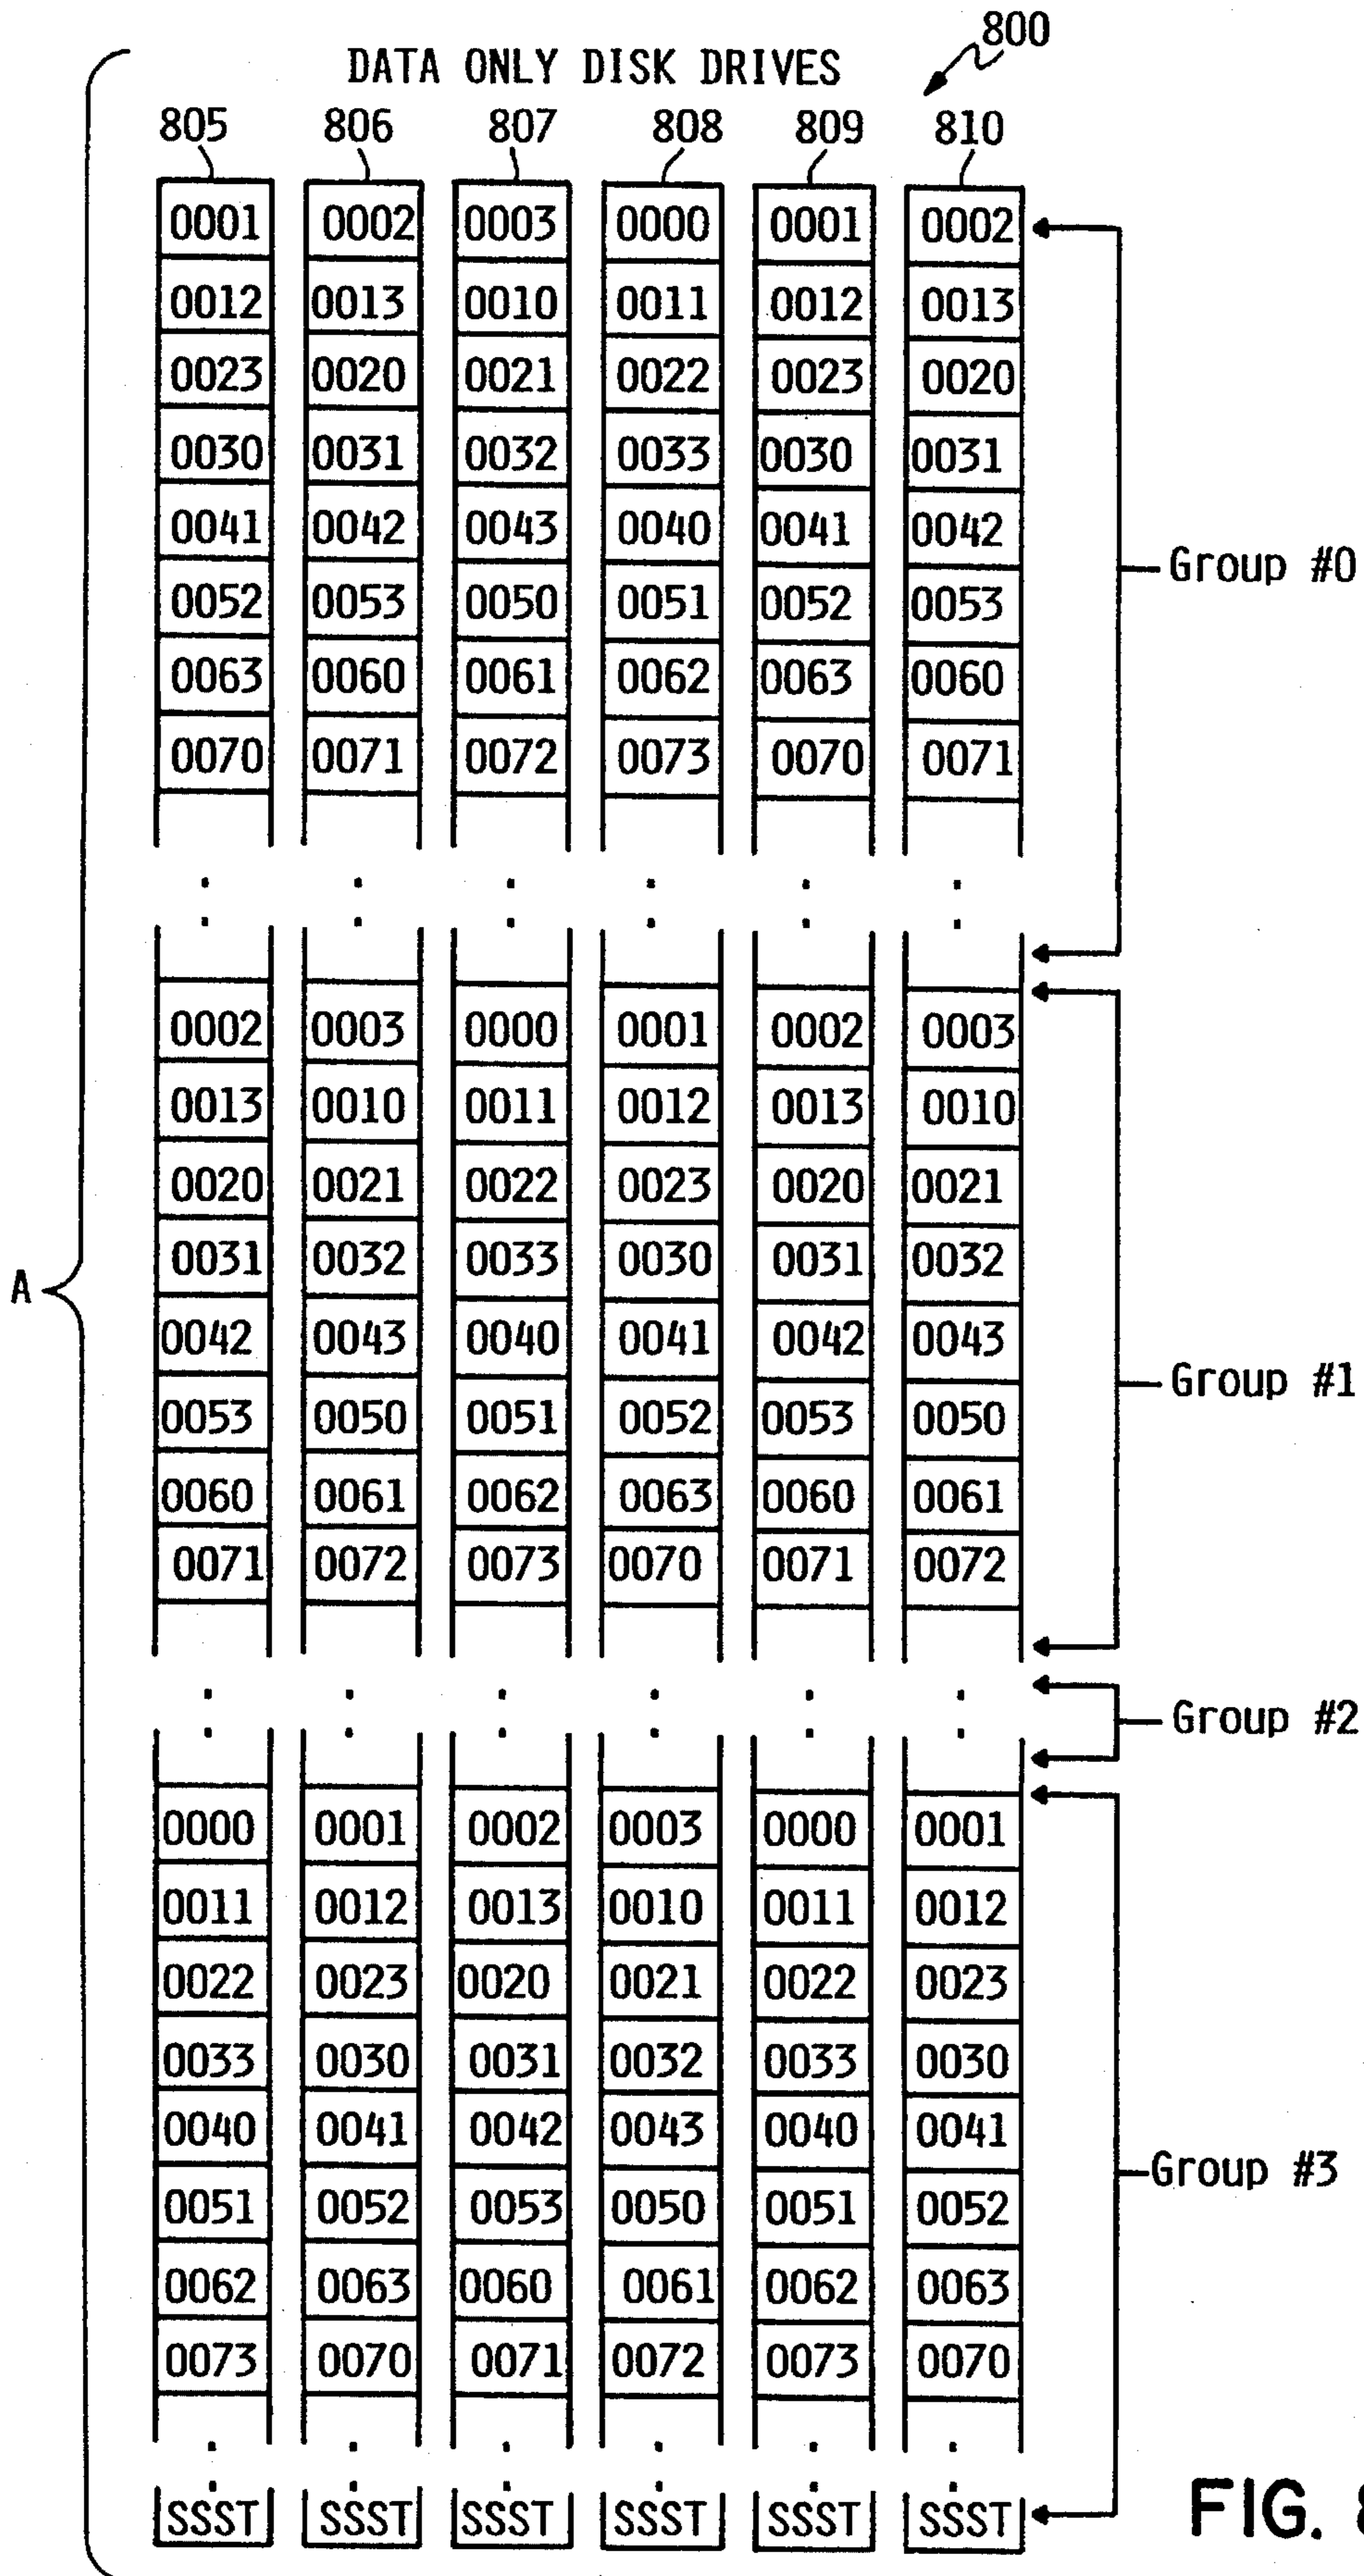 800
DATA ONLY DISK DRIVES
805 806 807 808 809 810
0001 0002 0003 0000 0001 0002
0012 0013 0010 0011 0012 0013
0023 0020 0021 0022 0023 0020
0030 0031 0032 0033 0030 0031
0041 0042 0043 0040 0041 0042
Group #0
0052 0053 0050 0051 0052 0053
0063 0060 0061 0062 0063 0060
0070 0071 0072 0073 0070 0071
0002 0003 0000 0001 0002 0003
0013 0010 0011 0012 0013 0010
0020 0021 0022 0023 0020 0021
0031 0032 0033 0030 0031 0032
A
0042 0043 0040 0041 0042 0043
Group #1
0053 0050 0051 0052 0053 0050
0060 0061 0062 0063 0060 0061
0071 0072 0073 0070 0071 0072
Group #2
0000 0001 0002 0003 0000 0001
0011 0012 0013 0010 0011 0012
0022 0023 0020 0021 0022 0023
0033 0030 0031 0032 0033 0030
0040 0041 0042 0043 0040 0041
Group #3
0051 0052 0053 0050 0051 0052
0062 0063 0060 0061 0062 0063
0073 0070 0071 0072 0073 0070
SSST SSST SSST SSST SSST SSST
FIG. 8